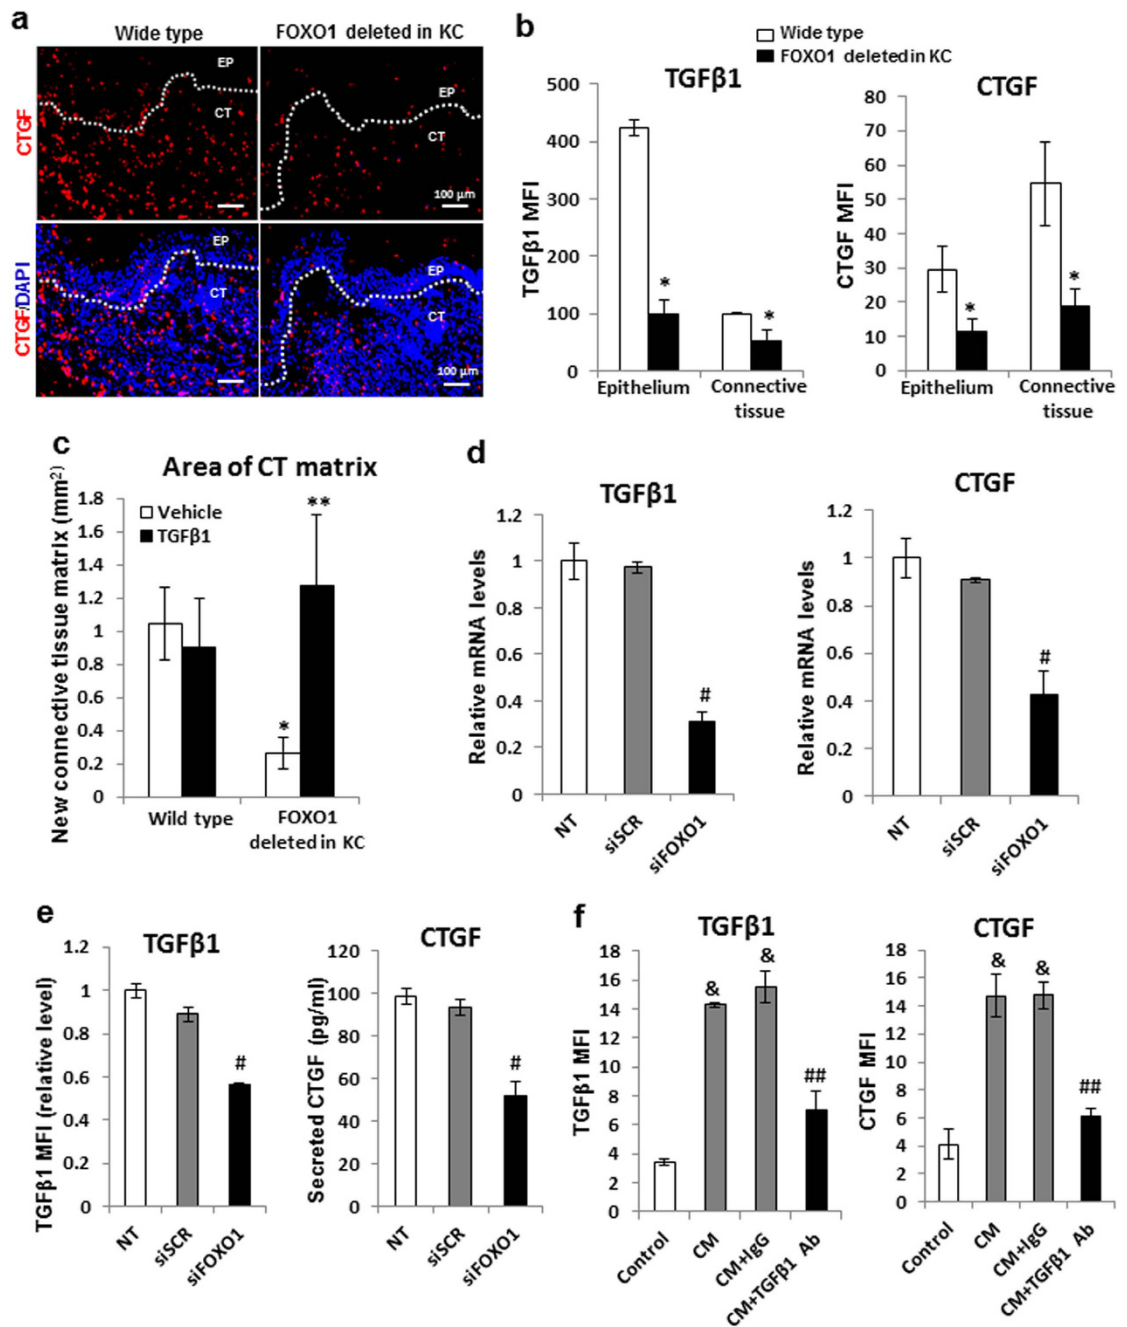 a
Wide type
FOXO1 deleted in KC
CTGF
EP
CT
EP
CT
100 µm
CTGF/DAPI
EP
CT
EP
CT
100 µm
b
Wide type
FOXO1 deleted in KC
TGFβ1
TGFβ1 MFI
500
400
300
200
100
0
*
*
Epithelium
Connective
tissue
CTGF
CTGF MFI
80
70
60
50
40
30
20
10
0
*
*
Epithelium
Connective
tissue
c
Area of CT matrix
New connective tissue matrix (mm²)
1.8
1.6
1.4
1.2
1
0.8
0.6
0.4
0.2
0
Vehicle
TGFβ1
*
**
Wild type
FOXO1
deleted in KC
d
TGFβ1
Relative mRNA levels
1.2
1
0.8
0.6
0.4
0.2
0
#
NT
siSCR
siFOXO1
CTGF
Relative mRNA levels
1.2
1
0.8
0.6
0.4
0.2
0
#
NT
siSCR
siFOXO1
e
TGFβ1
TGFβ1 MFI (relative level)
1.2
1
0.8
0.6
0.4
0.2
0
#
NT
siSCR
siFOXO1
CTGF
Secreted CTGF (pg/ml)
120
100
80
60
40
20
0
#
NT
siSCR
siFOXO1
f
TGFβ1
TGFβ1 MFI
18
16
14
12
10
8
6
4
2
0
&
&
##
Control
CM
CM+IgG
CM+TGFβ1 Ab
CTGF
CTGF MFI
18
16
14
12
10
8
6
4
2
0
&
&
##
Control
CM
CM+IgG
CM+TGFβ1 Ab